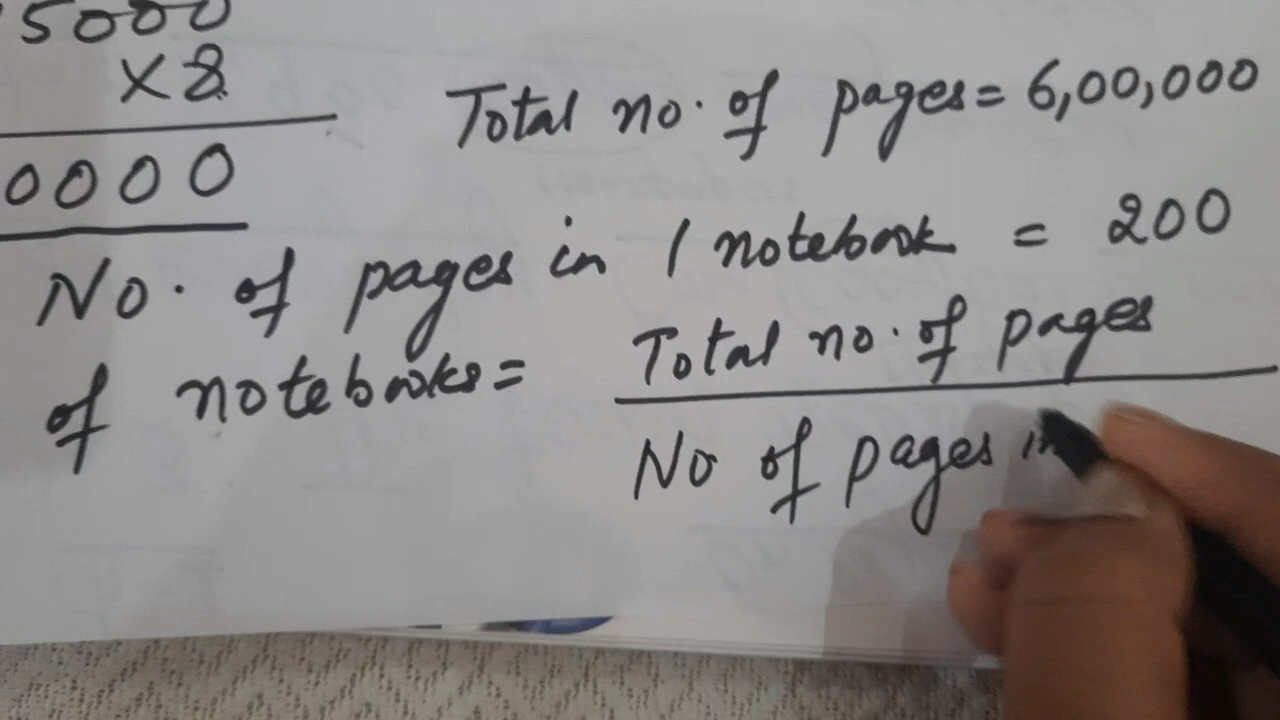 5000
×8
0000
Total no. of pages= 6,00,000
No. of pages in 1 notebook = 200
of notebooks= Total no. of pages
No of pages in